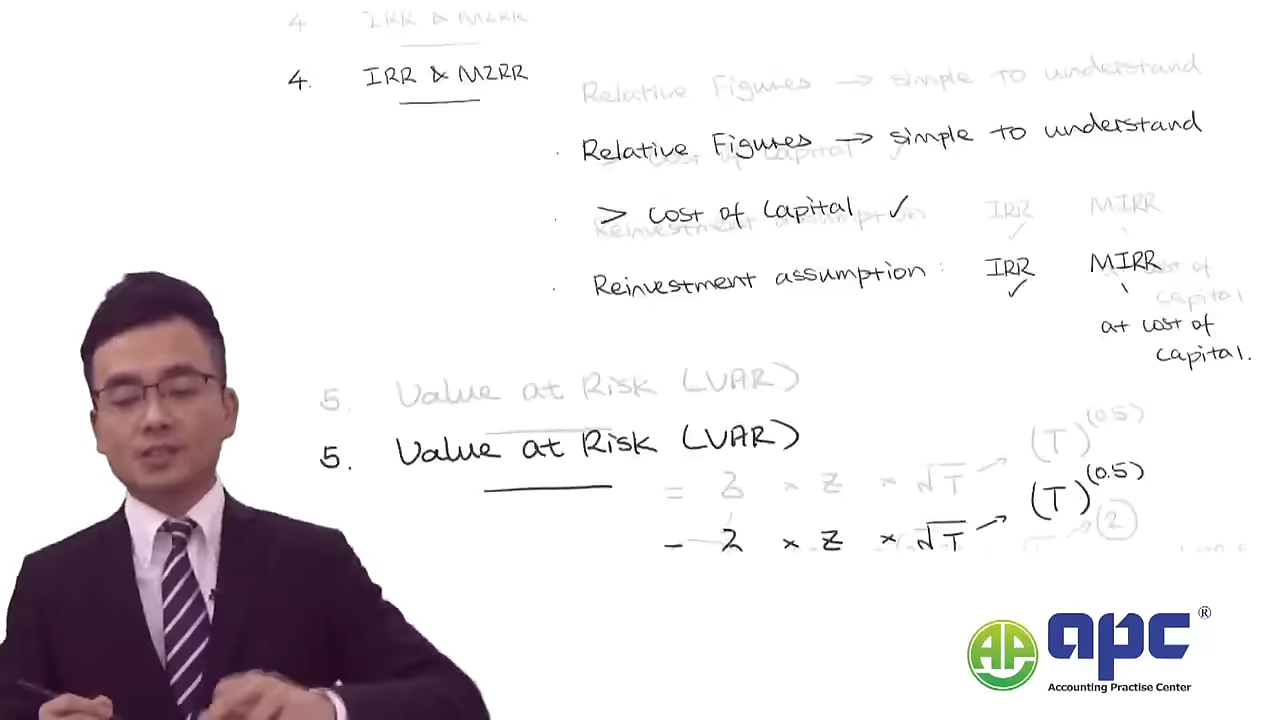 4. IRR & MIRR
· Relative Figures → simple to understand
· > cost of capital ✓
· Reinvestment assumption : IRR MIRR
✓ \
at cost of
capital.
5. Value at Risk (VAR)
(T)^(0.5)
× z × √T →
apc®
AP
Accounting Practise Center